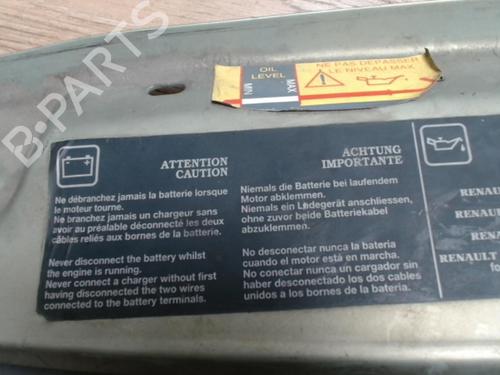 B-PARTS
OIL
LEVEL
MAX
MIN
NE PAS DEPASSER
LE NIVEAU MAX
ATTENTION
CAUTION
Ne débranchez jamais la batterie lorsque
le moteur tourne.
Ne branchez jamais un chargeur sans
avoir au préalable déconnecté les deux
câbles reliés aux bornes de la batterie.
Never disconnect the battery whilst
the engine is running.
Never connect a charger without first
having disconnected the two wires
connected to the battery terminals.
ACHTUNG
IMPORTANTE
Niemals die Batterie bei laufendem
Motor abklemmen.
Niemals ein Ledegerät anschliessen,
ohne zuvor beide Batteriekabel
abzuklemmen.
No desconectar nunca la bateria
cuando el motor está en marcha.
No conectar nunca un cargador sin
haber desconectado los dos cables
unidos a los bornes de la bateria.
RENAUL
RENAUL
RENAUL
RENAULT
fo